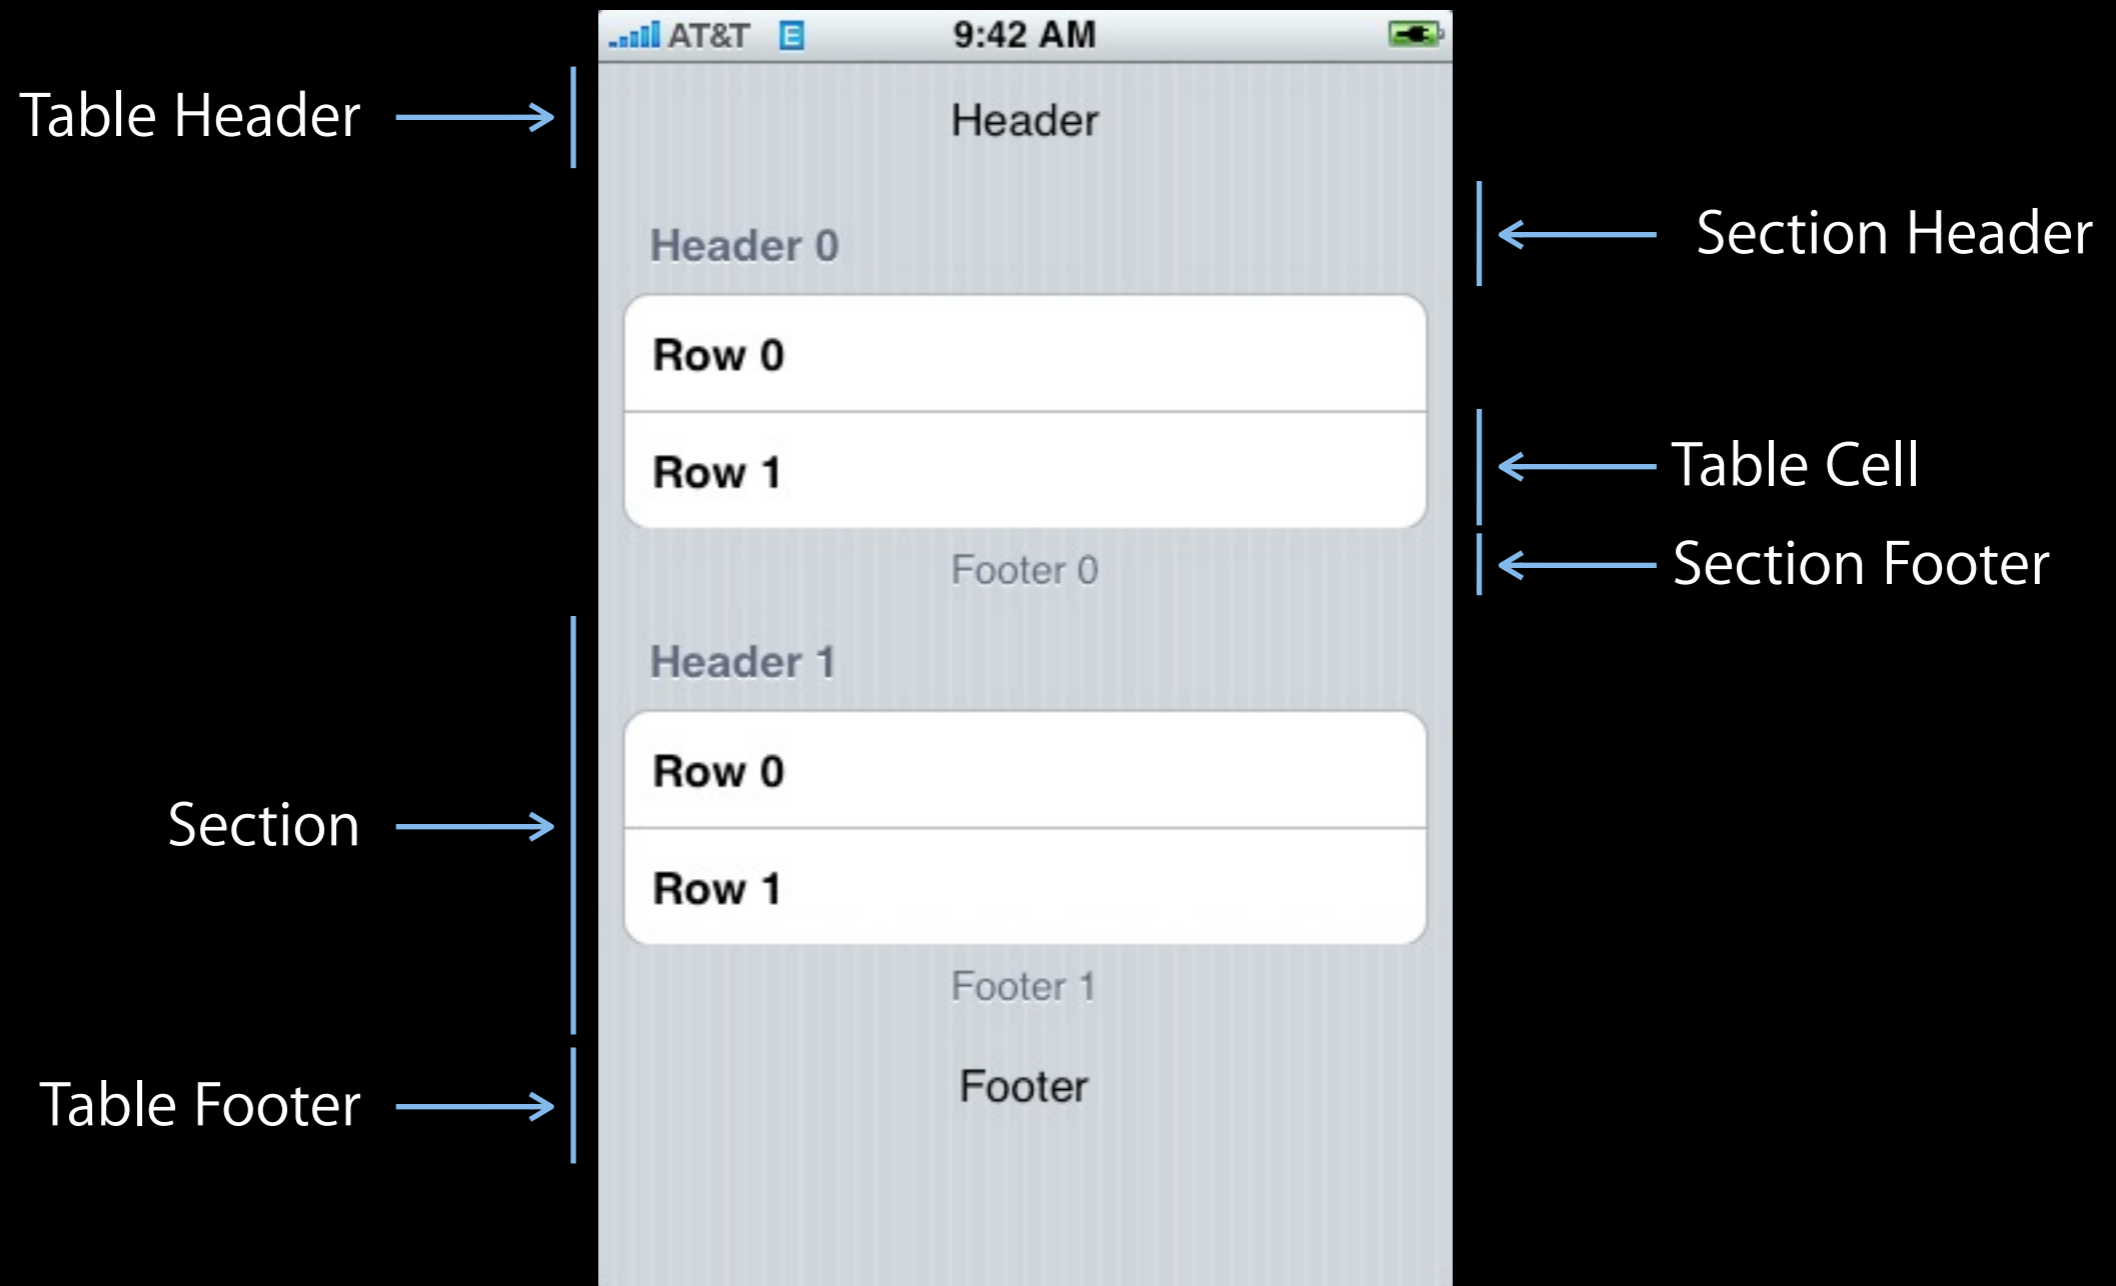 AT&T E 9:42 AM
Table Header
Header
Section Header
Header 0
Row 0
Row 1
Table Cell
Footer 0
Section Footer
Header 1
Row 0
Section
Row 1
Footer 1
Table Footer
Footer